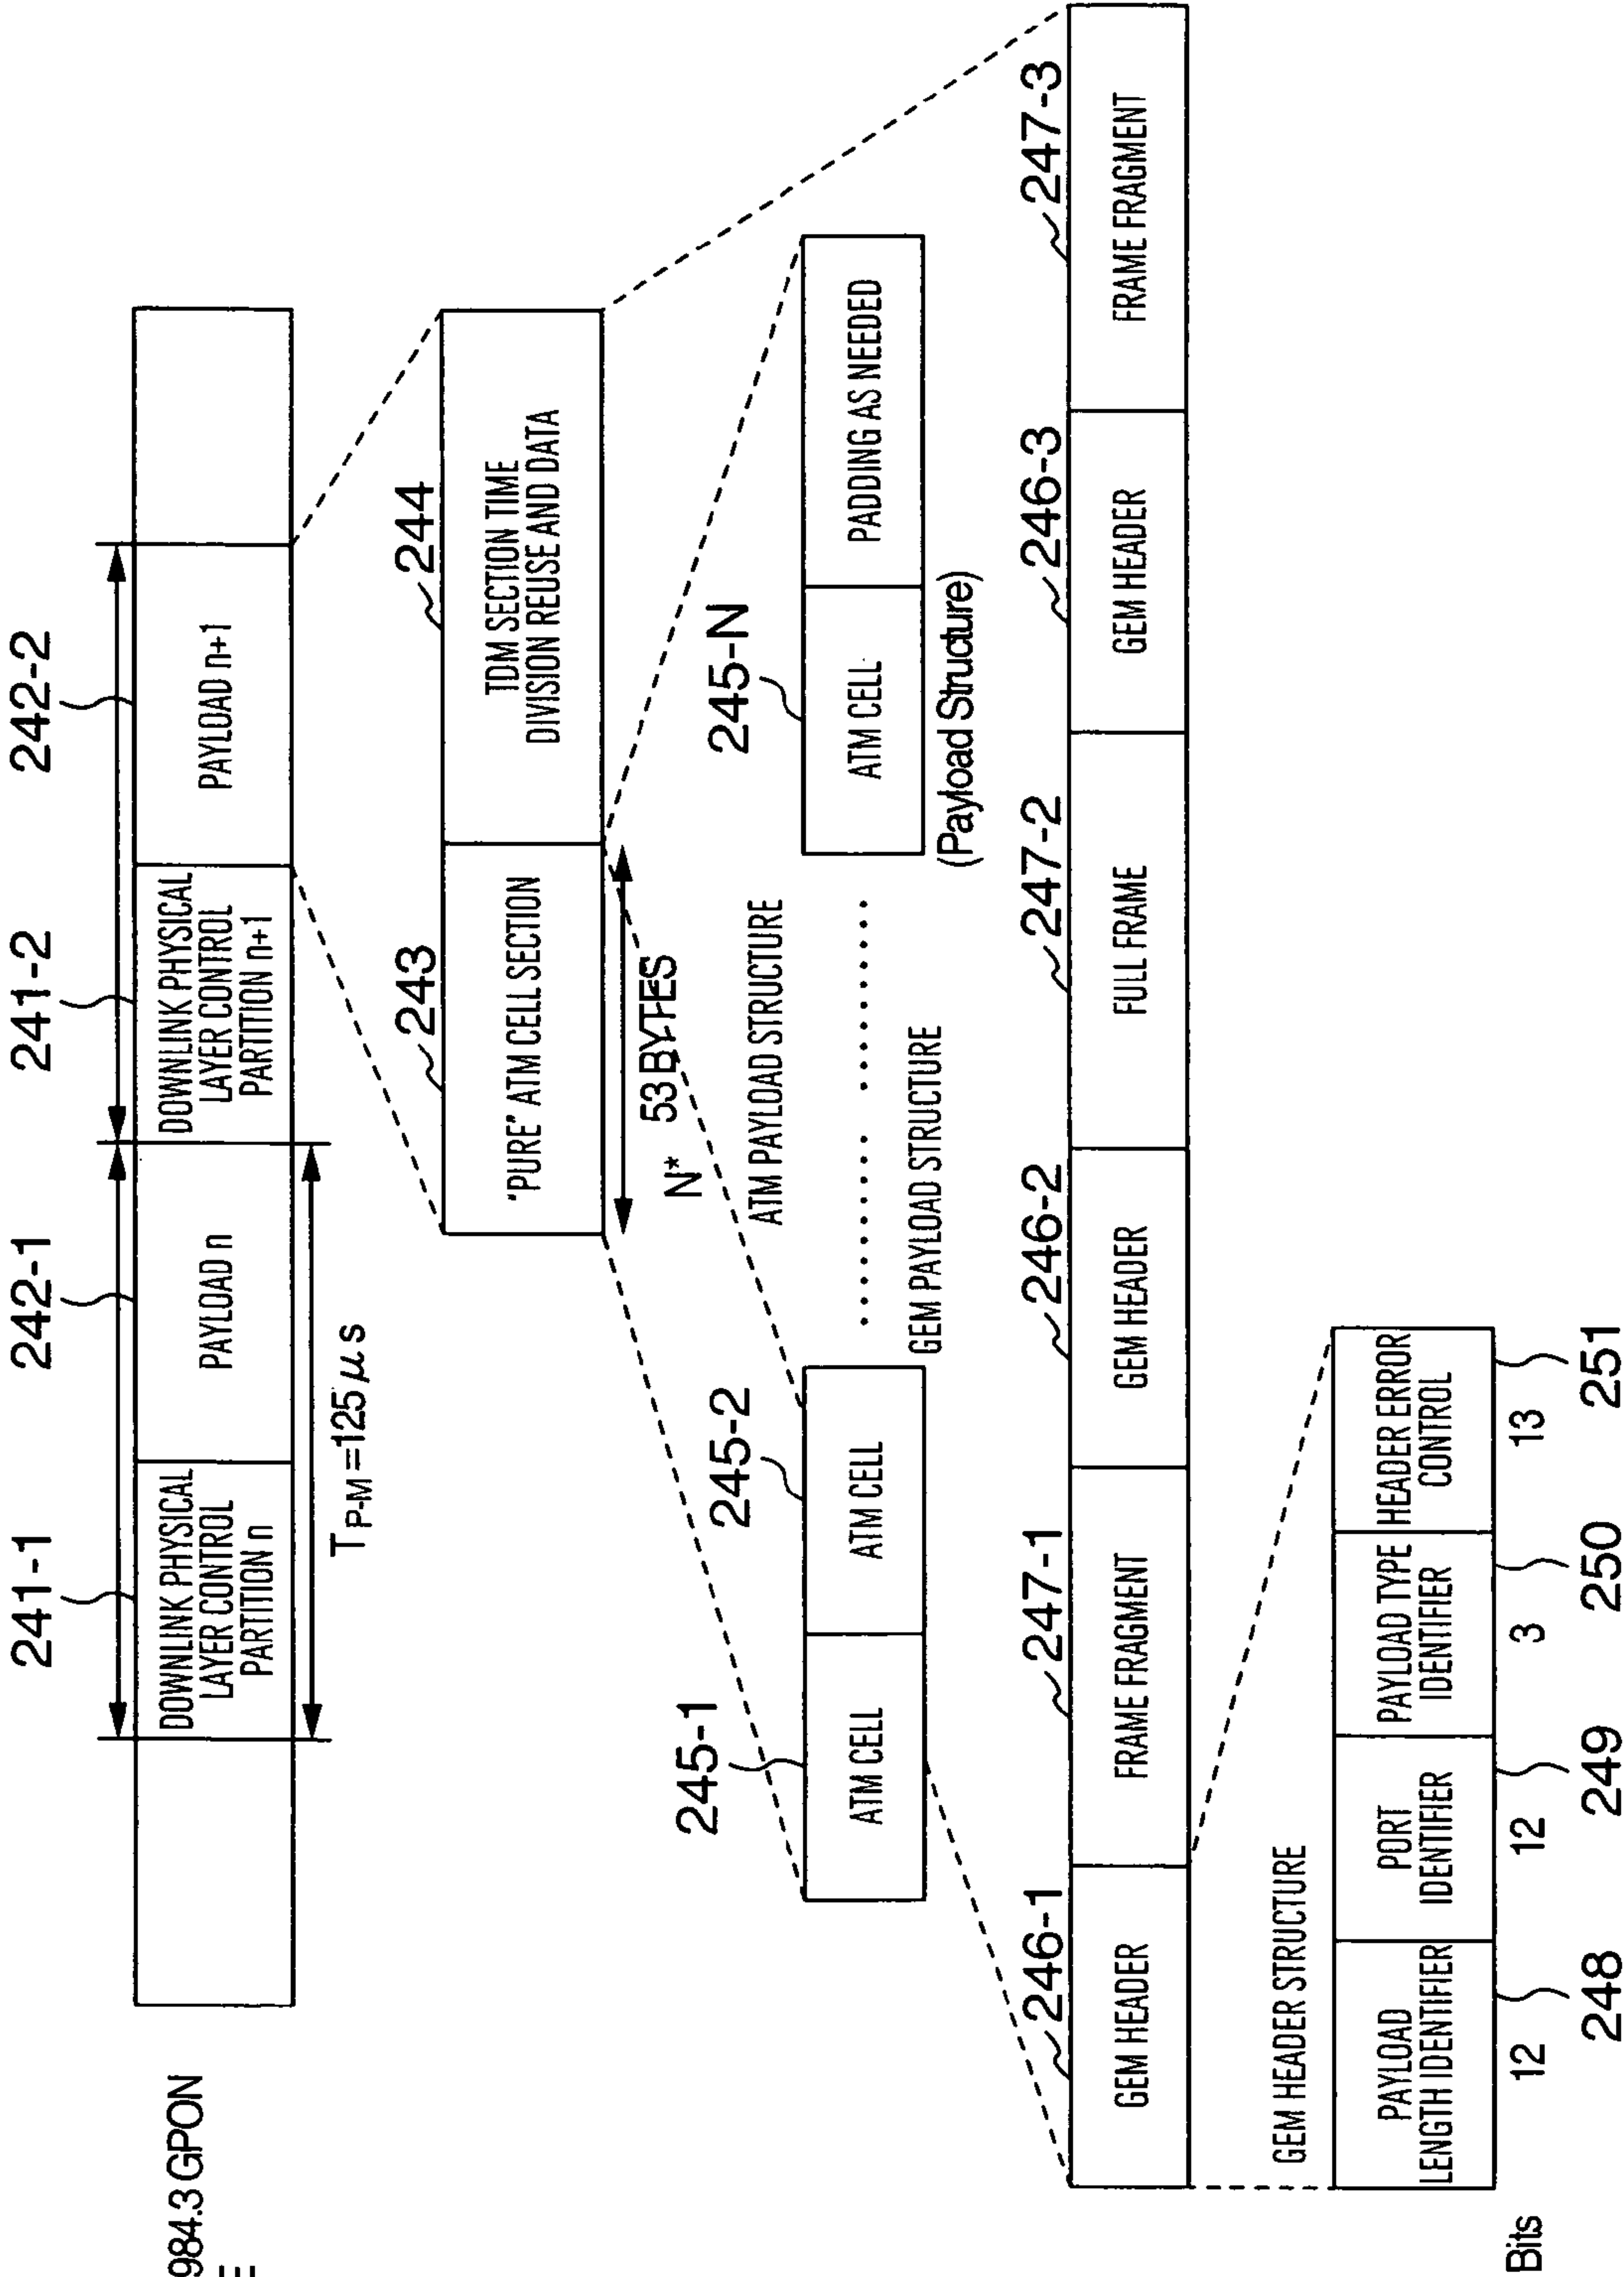 984.3 GPON
E
241-1
242-1
241-2
242-2
DOWNLINK PHYSICAL
LAYER CONTROL
PARTITION n
PAYLOAD n
DOWNLINK PHYSICAL
LAYER CONTROL
PARTITION n+1
PAYLOAD n+1
TP-M=125μs
243
244
"PURE" ATM CELL SECTION
TDM SECTION TIME
DIVISION REUSE AND DATA
N* 53 BYTES
245-1
245-2
ATM PAYLOAD STRUCTURE
245-N
ATM CELL
ATM CELL
ATM CELL
PADDING AS NEEDED
(Payload Structure)
GEM PAYLOAD STRUCTURE
246-1
247-1
246-2
247-2
246-3
247-3
GEM HEADER
FRAME FRAGMENT
GEM HEADER
FULL FRAME
GEM HEADER
FRAME FRAGMENT
GEM HEADER STRUCTURE
PAYLOAD
LENGTH IDENTIFIER
PORT
IDENTIFIER
PAYLOAD TYPE
IDENTIFIER
HEADER ERROR
CONTROL
Bits
12
12
3
13
248
249
250
251